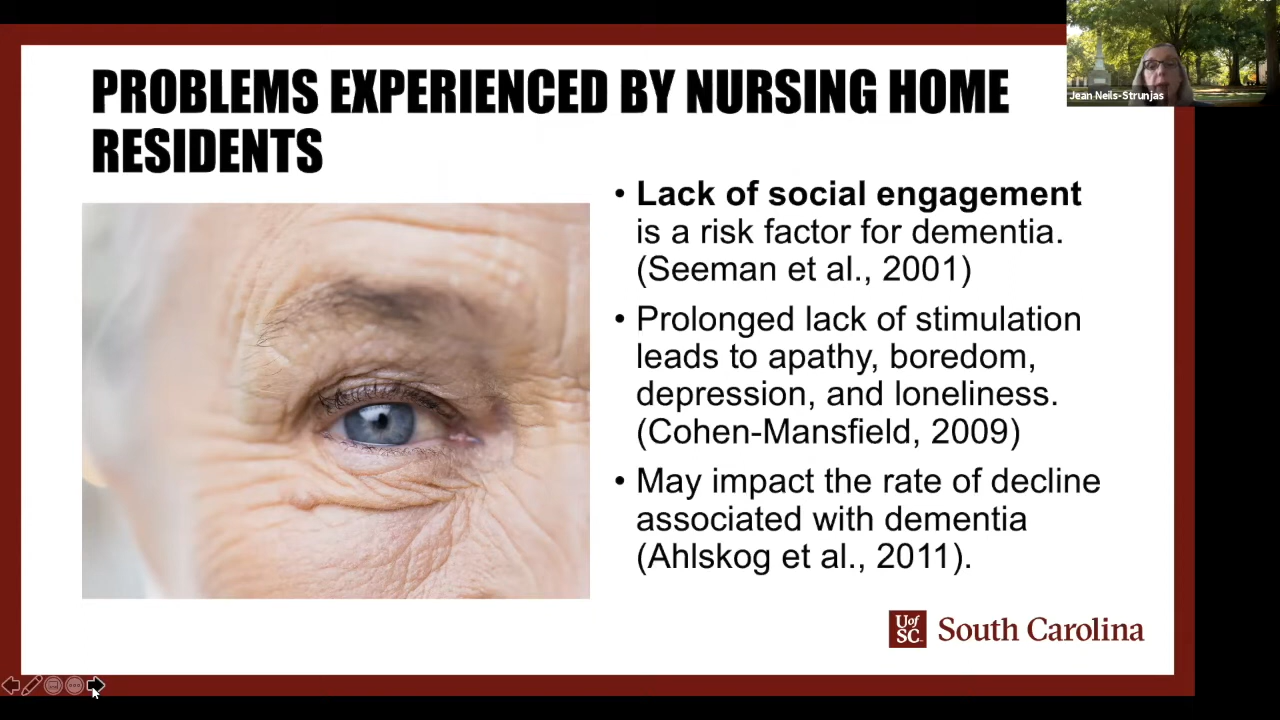 PROBLEMS EXPERIENCED BY NURSING HOME
RESIDENTS
Jean Neils-Strunjas
• Lack of social engagement
is a risk factor for dementia.
(Seeman et al., 2001)
• Prolonged lack of stimulation
leads to apathy, boredom,
depression, and loneliness.
(Cohen-Mansfield, 2009)
• May impact the rate of decline
associated with dementia
(Ahlskog et al., 2011).
UofSC South Carolina